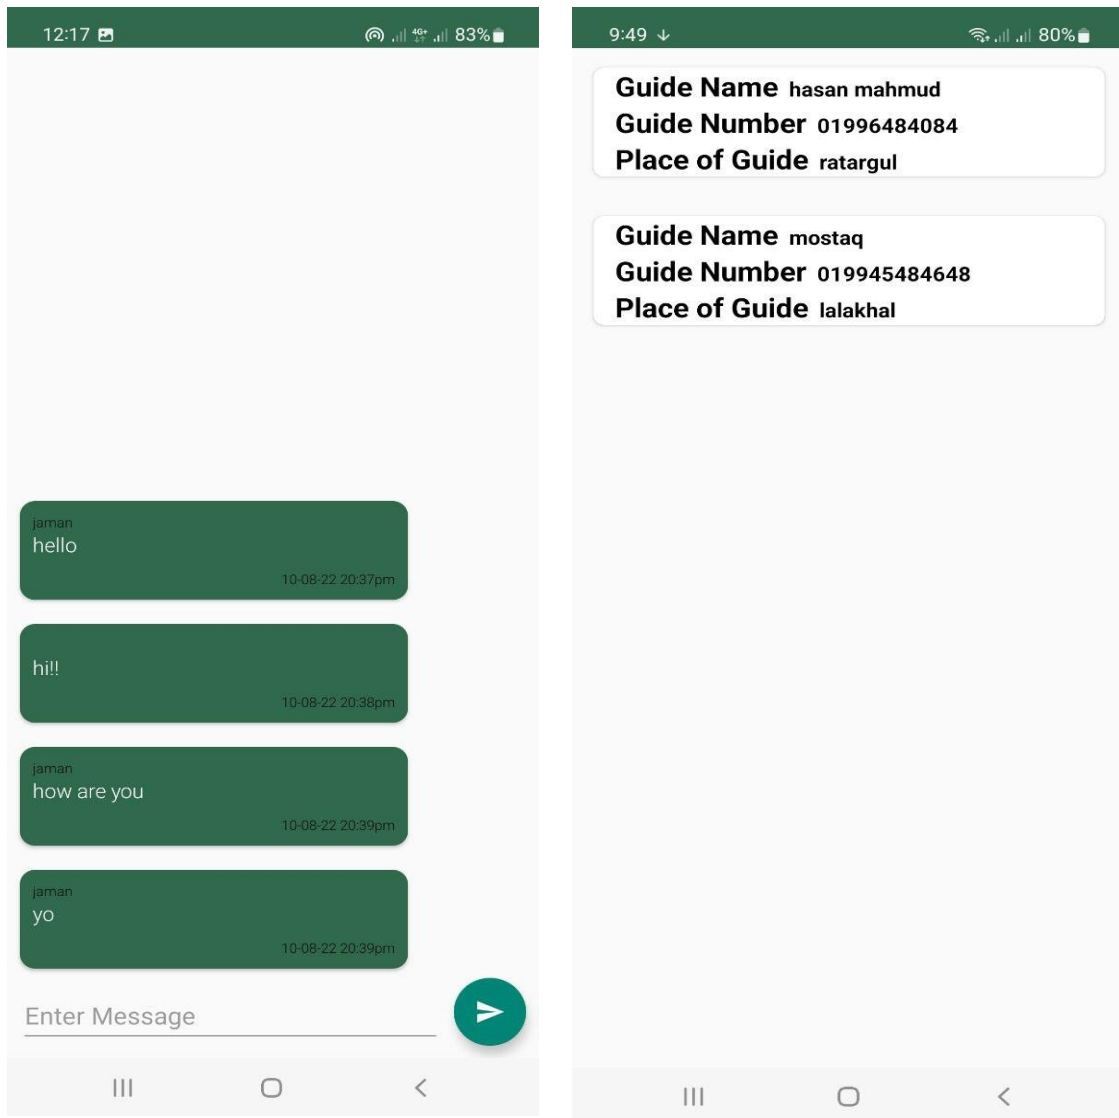 12:17 4G+ 83%
jaman
hello
10-08-22 20:37pm
hi!!
10-08-22 20:38pm
jaman
how are you
10-08-22 20:39pm
jaman
yo
10-08-22 20:39pm
Enter Message
9:49 80%
Guide Name hasan mahmud
Guide Number 01996484084
Place of Guide ratargul
Guide Name mostaq
Guide Number 019945484648
Place of Guide lalakhal